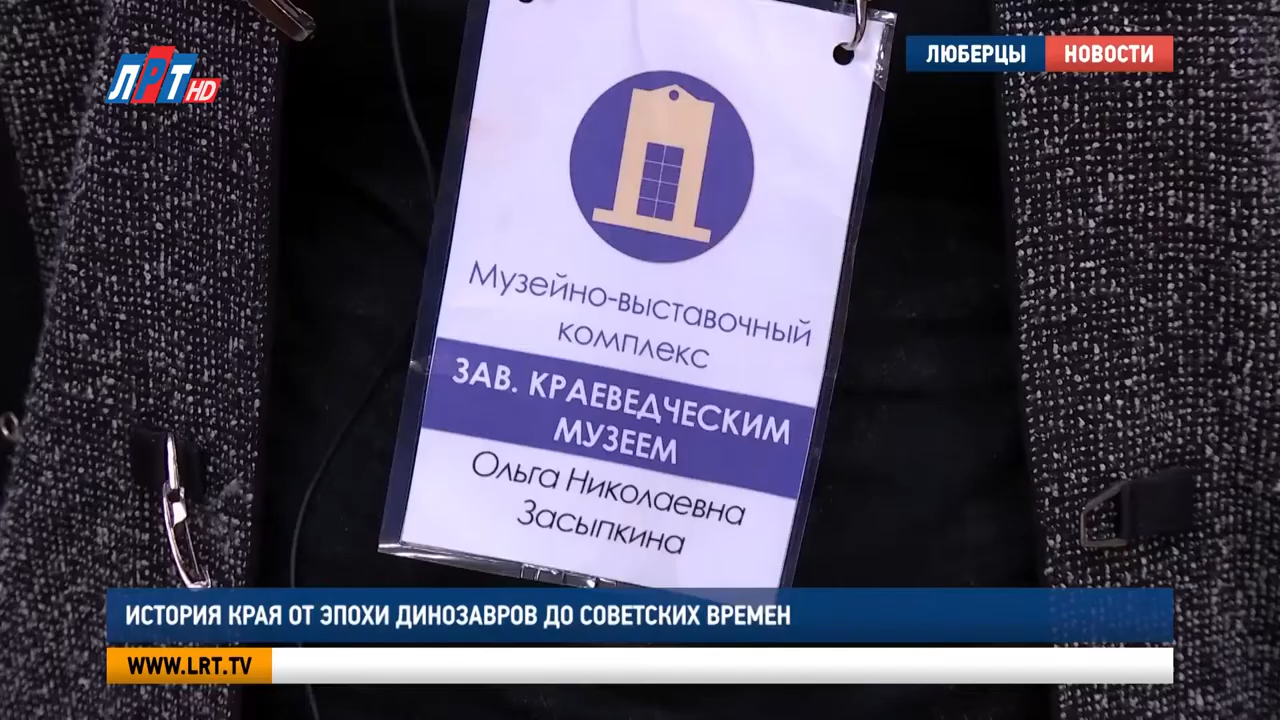 ЛРТ HD
ЛЮБЕРЦЫ НОВОСТИ
Музейно-выставочный
комплекс
ЗАВ. КРАЕВЕДЧЕСКИМ
МУЗЕЕМ
Ольга Николаевна
Засыпкина
ИСТОРИЯ КРАЯ ОТ ЭПОХИ ДИНОЗАВРОВ ДО СОВЕТСКИХ ВРЕМЕН
WWW.LRT.TV